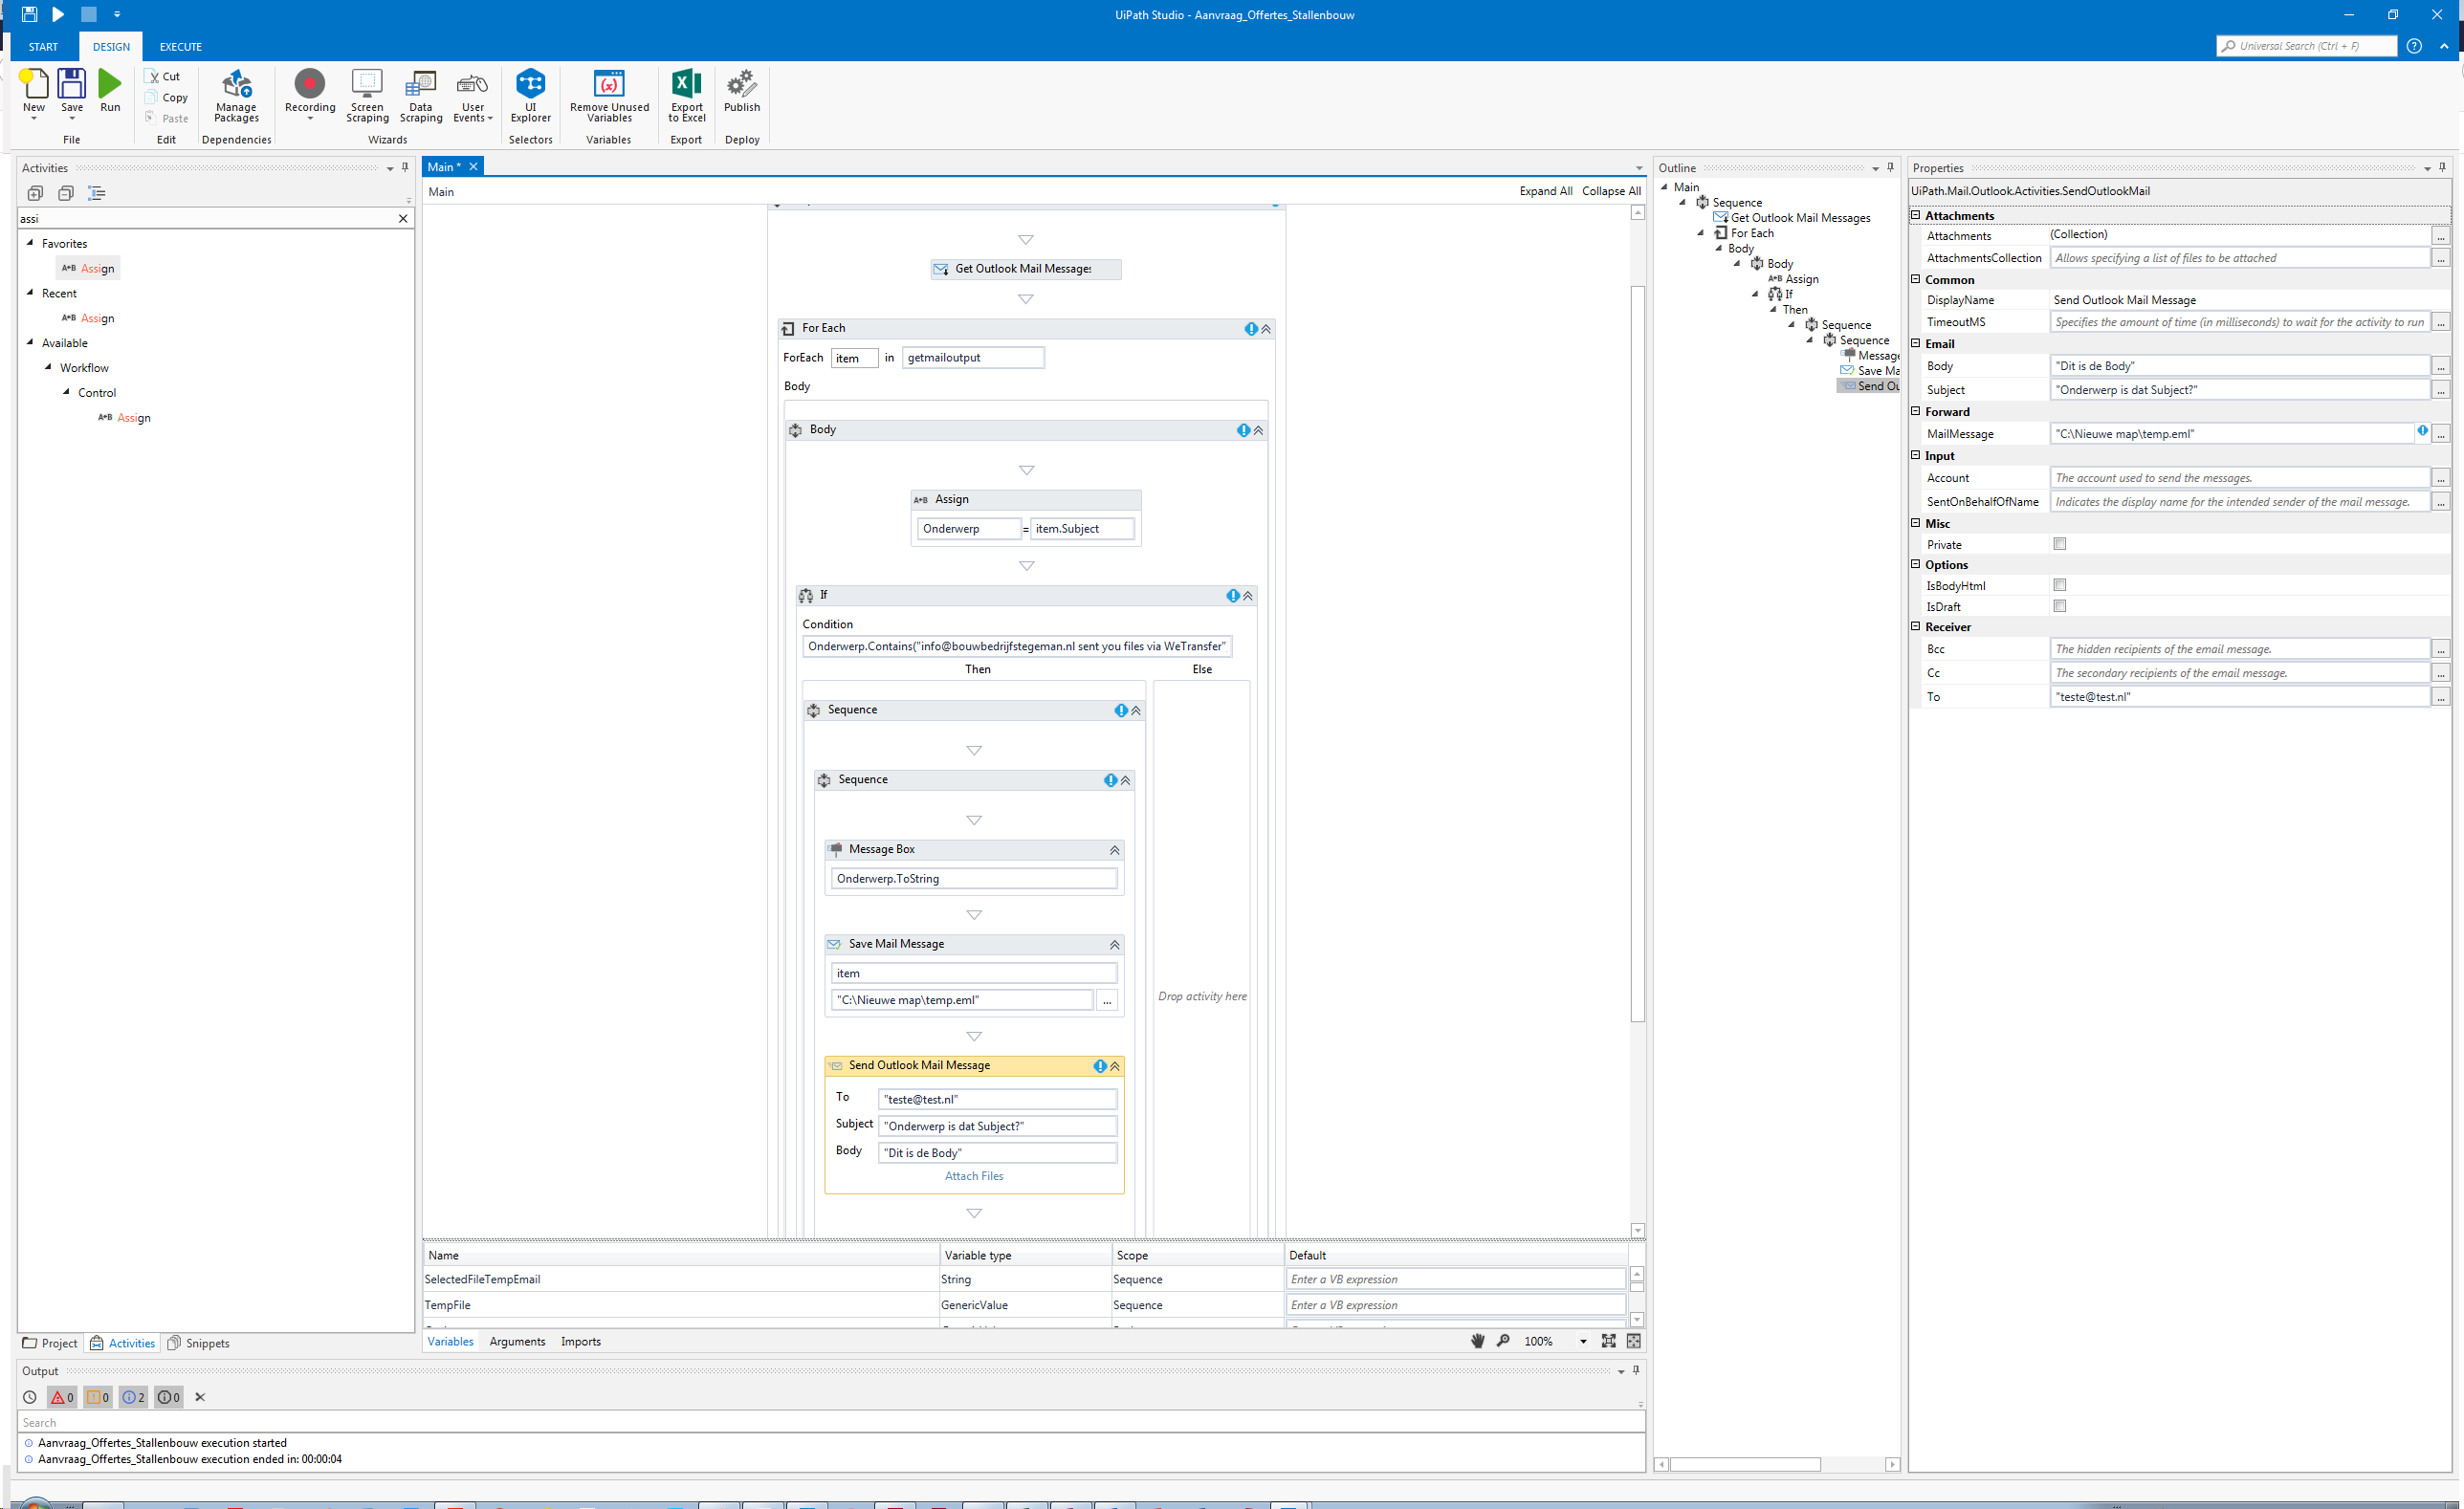 UiPath Studio - Aanvraag_Offertes_Stallenbouw
START DESIGN EXECUTE
Universal Search (Ctrl + F)
New Save Run
File
Cut
Copy
Paste
Edit
Manage Packages
Dependencies
Recording
Screen Scraping
Data Scraping
User Events
Wizards
UI Explorer
Selectors
Remove Unused Variables
Variables
Export to Excel
Export
Publish
Deploy
Activities
assi
Favorites
A+B Assign
Recent
A+B Assign
Available
Workflow
Control
A+B Assign
Project Activities Snippets
Main *
Main
Expand All Collapse All
Get Outlook Mail Messages
For Each
ForEach item in getmailoutput
Body
Body
A+B Assign
Onderwerp = item.Subject
If
Condition
Onderwerp.Contains("info@bouwbedrijfstegeman.nl sent you files via WeTransfer"
Then Else
Sequence
Sequence
Message Box
Onderwerp.ToString
Save Mail Message
item
"C:\Nieuwe map\temp.eml"
...
Drop activity here
Send Outlook Mail Message
To "teste@test.nl"
Subject "Onderwerp is dat Subject?"
Body "Dit is de Body"
Attach Files
Name Variable type Scope Default
SelectedFileTempEmail String Sequence Enter a VB expression
TempFile GenericValue Sequence Enter a VB expression
Variables Arguments Imports
100%
Outline
Main
Sequence
Get Outlook Mail Messages
For Each
Body
Body
A+B Assign
If
Then
Sequence
Sequence
Message
Save Ma
Send Ou
Properties
UiPath.Mail.Outlook.Activities.SendOutlookMail
Attachments
Attachments (Collection) ...
AttachmentsCollection Allows specifying a list of files to be attached ...
Common
DisplayName Send Outlook Mail Message
TimeoutMS Specifies the amount of time (in milliseconds) to wait for the activity to run ...
Email
Body "Dit is de Body" ...
Subject "Onderwerp is dat Subject?" ...
Forward
MailMessage "C:\Nieuwe map\temp.eml" ...
Input
Account The account used to send the messages. ...
SentOnBehalfOfName Indicates the display name for the intended sender of the mail message. ...
Misc
Private
Options
IsBodyHtml
IsDraft
Receiver
Bcc The hidden recipients of the email message. ...
Cc The secondary recipients of the email message. ...
To "teste@test.nl" ...
Output
0 0 2 0
Search
Aanvraag_Offertes_Stallenbouw execution started
Aanvraag_Offertes_Stallenbouw execution ended in: 00:00:04